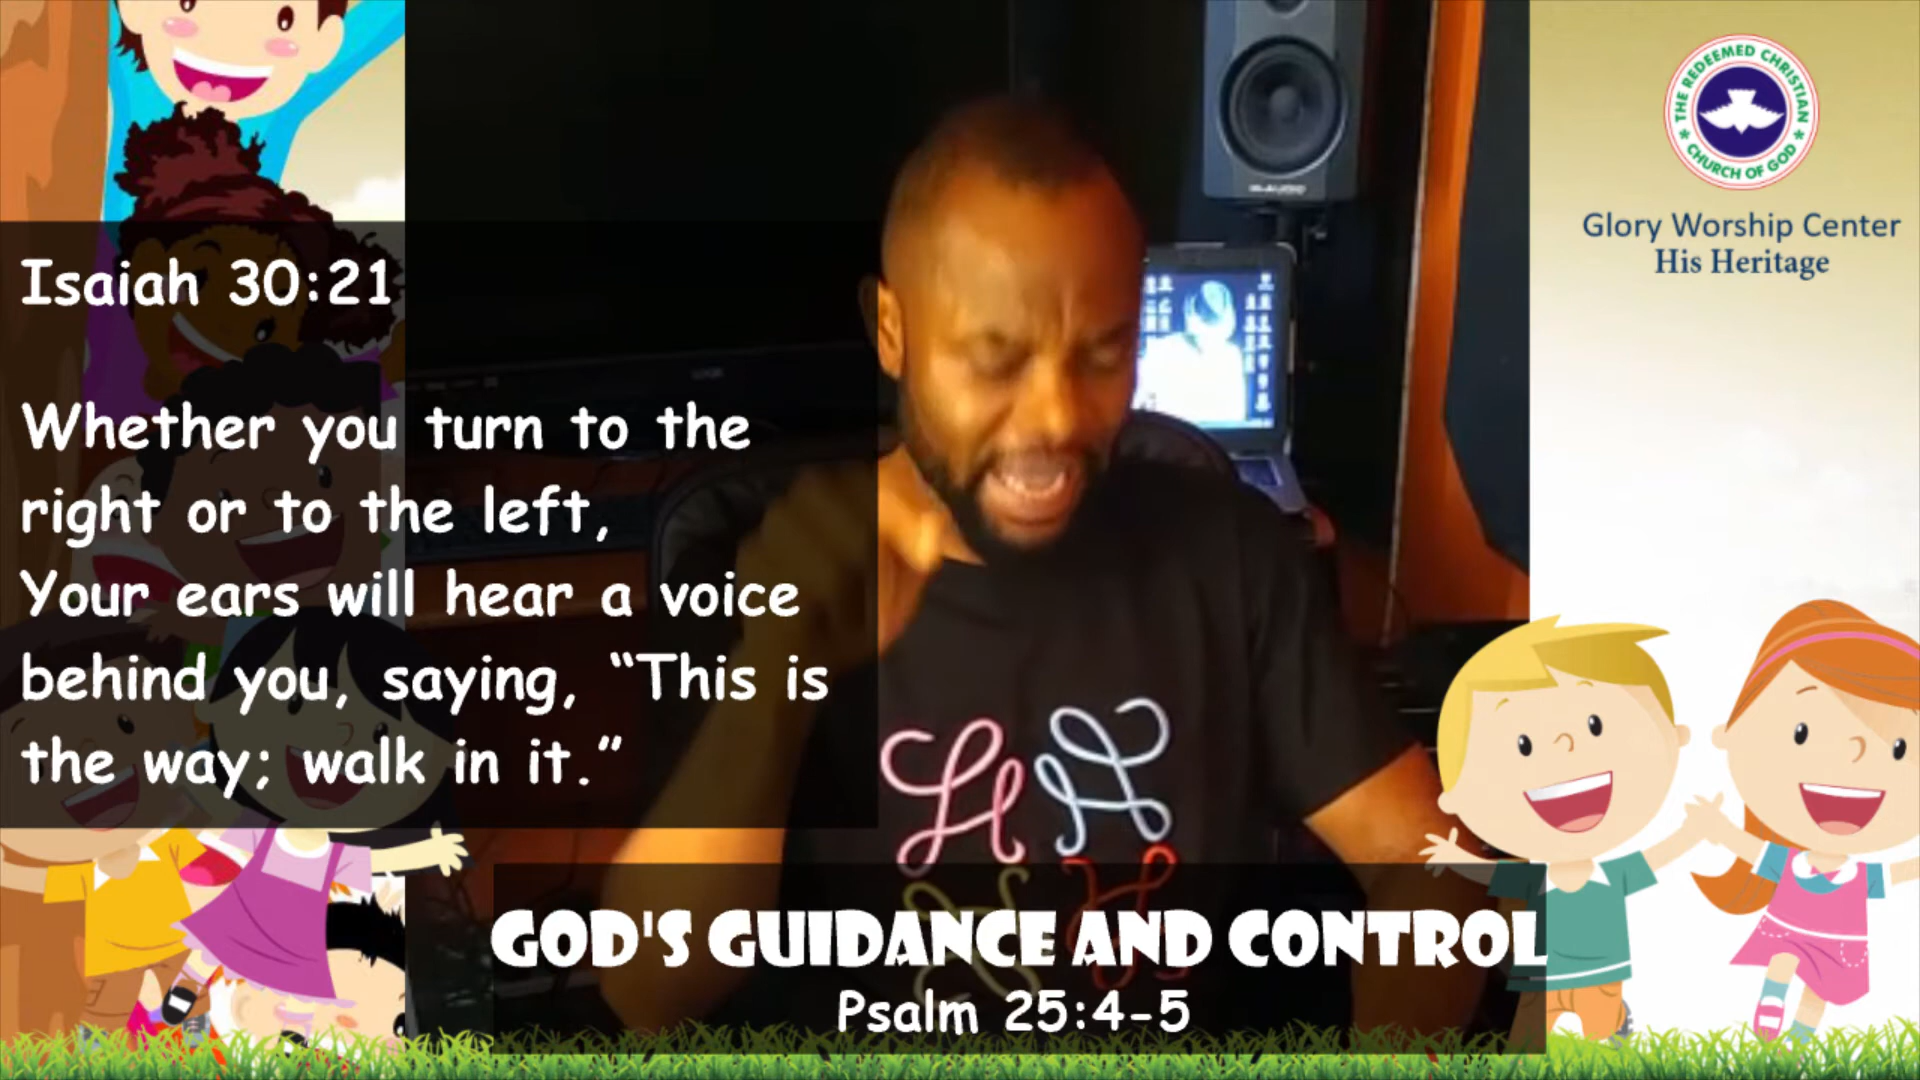 THE REDEEMED CHRISTIAN
CHURCH OF GOD
Glory Worship Center
His Heritage
Isaiah 30:21
Whether you turn to the
right or to the left,
Your ears will hear a voice
behind you, saying, “This is
the way; walk in it.”
M-AUDIO
GOD'S GUIDANCE AND CONTROL
Psalm 25:4-5